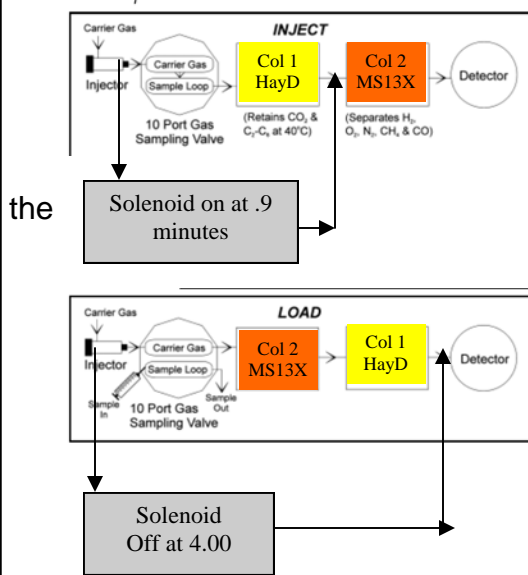 INJECT
Carrier Gas
Injector
Carrier Gas
Sample Loop
10 Port Gas
Sampling Valve
Col 1
HayD
(Retains CO₂ &
at 40°C)
Col 2
MS13X
(Separates H₂,
O₂, N₂, CH₄ & CO)
Detector
the
Solenoid on at .9
minutes
LOAD
Carrier Gas
Injector
Sample
In
Carrier Gas
Sample Loop
10 Port Gas
Sampling Valve
Sample
Out
Col 2
MS13X
Col 1
HayD
Detector
Solenoid
Off at 4.00